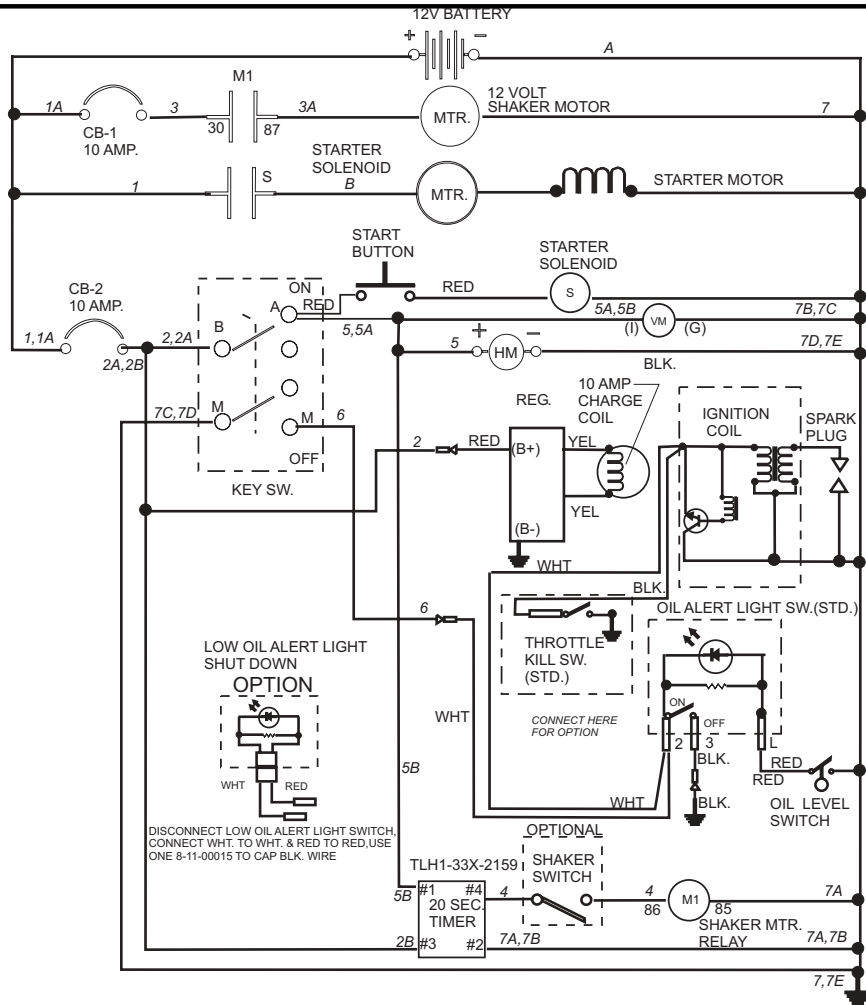 12V BATTERY
+ − A
M1
12 VOLT
SHAKER MOTOR
1A 3 3A 7
30 87
MTR.
CB-1
10 AMP.
STARTER
SOLENOID
S
1 B
MTR.
STARTER MOTOR
START
BUTTON
STARTER
SOLENOID
CB-2
10 AMP.
ON
RED
RED
S
A
5A,5B
7B,7C
B
2,2A
5,5A
(I) VM (G)
1,1A
2A,2B
5 + HM −
7D,7E
BLK.
10 AMP
CHARGE
COIL
REG.
IGNITION
COIL
SPARK
PLUG
7C,7D
M
M 6
OFF
KEY SW.
2 RED (B+) YEL
YEL
(B-)
WHT
BLK.
6
OIL ALERT LIGHT SW.(STD.)
THROTTLE
KILL SW.
(STD.)
LOW OIL ALERT LIGHT
SHUT DOWN
OPTION
WHT
CONNECT HERE
FOR OPTION
ON
OFF
2 3 L
BLK.
RED
RED
5B
WHT RED
WHT
BLK.
OIL LEVEL
SWITCH
DISCONNECT LOW OIL ALERT LIGHT SWITCH,
CONNECT WHT. TO WHT. & RED TO RED,USE
ONE 8-11-00015 TO CAP BLK. WIRE
OPTIONAL
TLH1-33X-2159
SHAKER
SWITCH
5B #1 #4 4
20 SEC.
TIMER
4 M1 7A
86 85
SHAKER MTR.
RELAY
2B #3 #2 7A,7B
7A,7B
7,7E